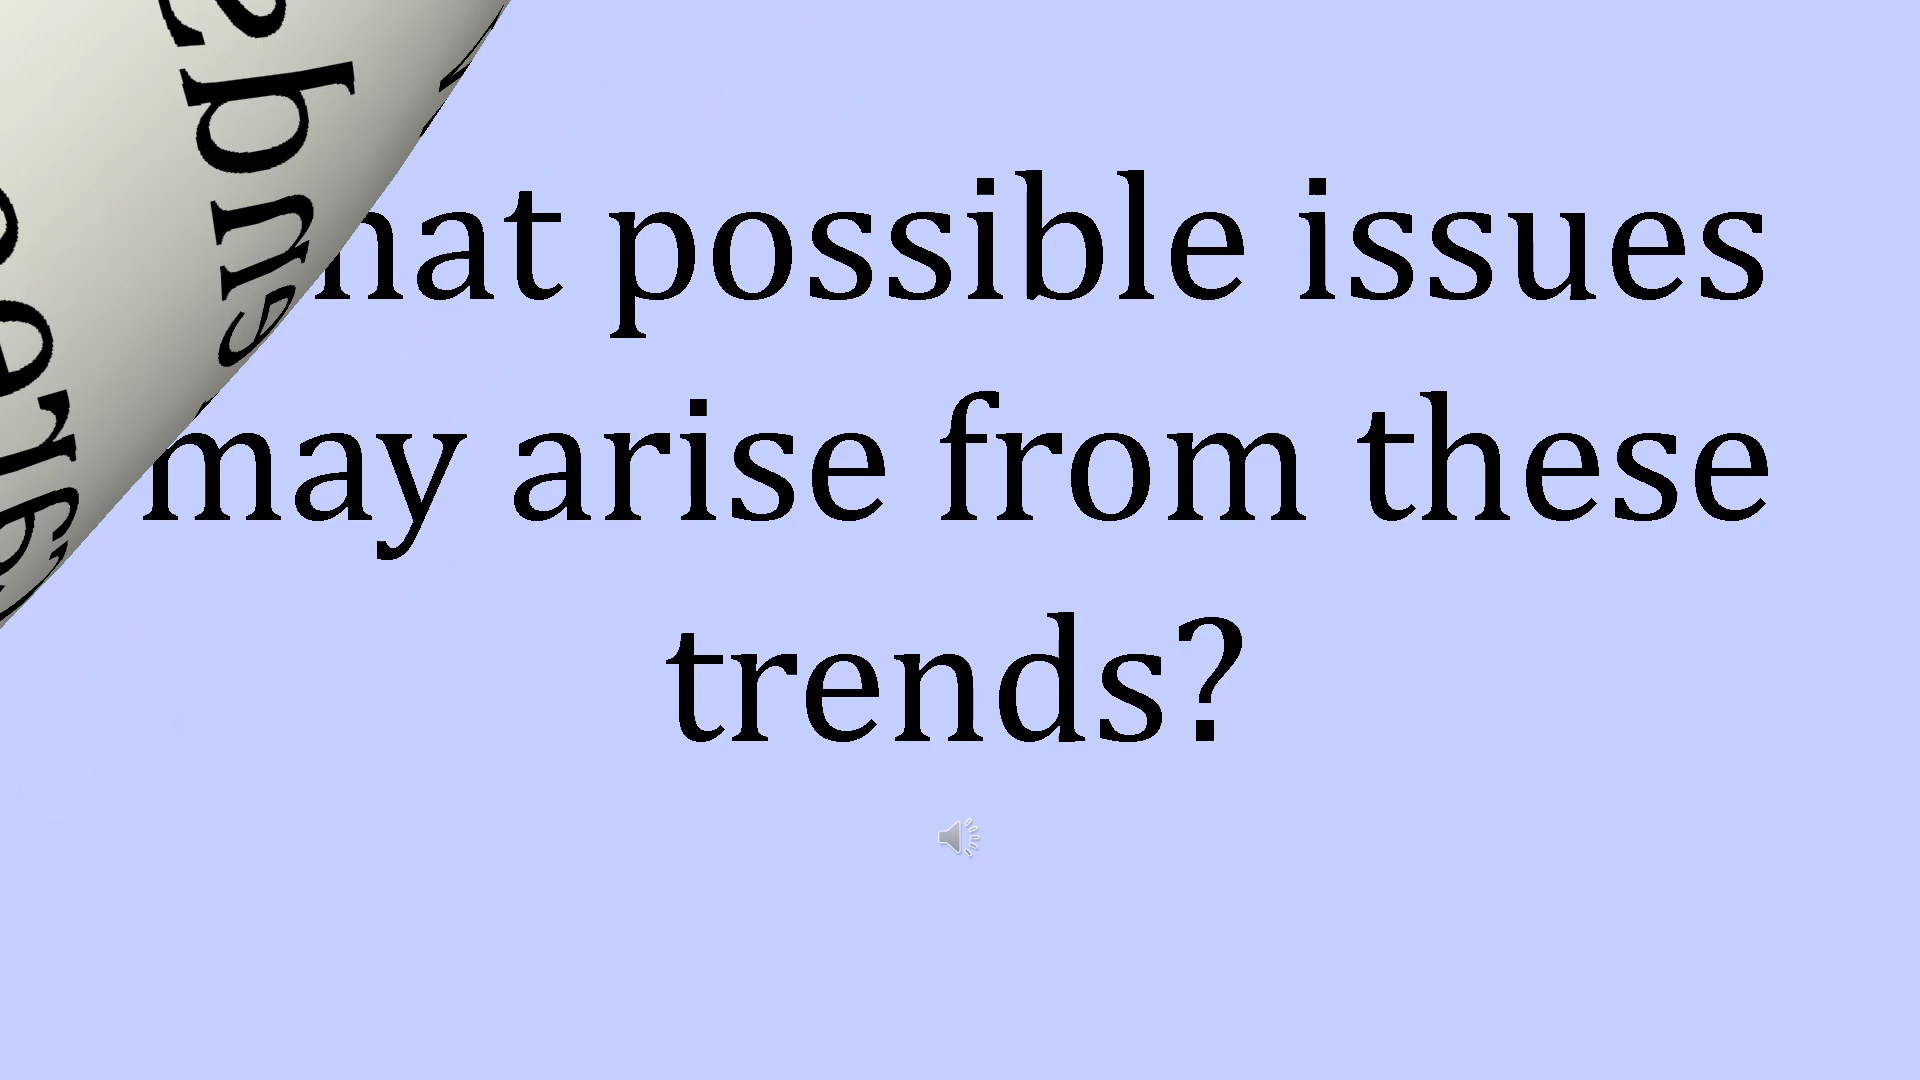 hat possible issues
may arise from these
trends?